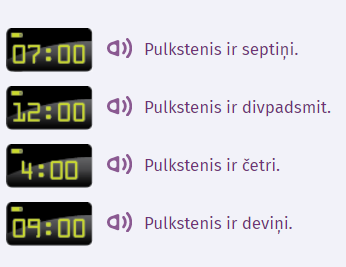 07:00 Pulkstenis ir septiņi.
12:00 Pulkstenis ir divpadsmit.
4:00 Pulkstenis ir četri.
09:00 Pulkstenis ir deviņi.